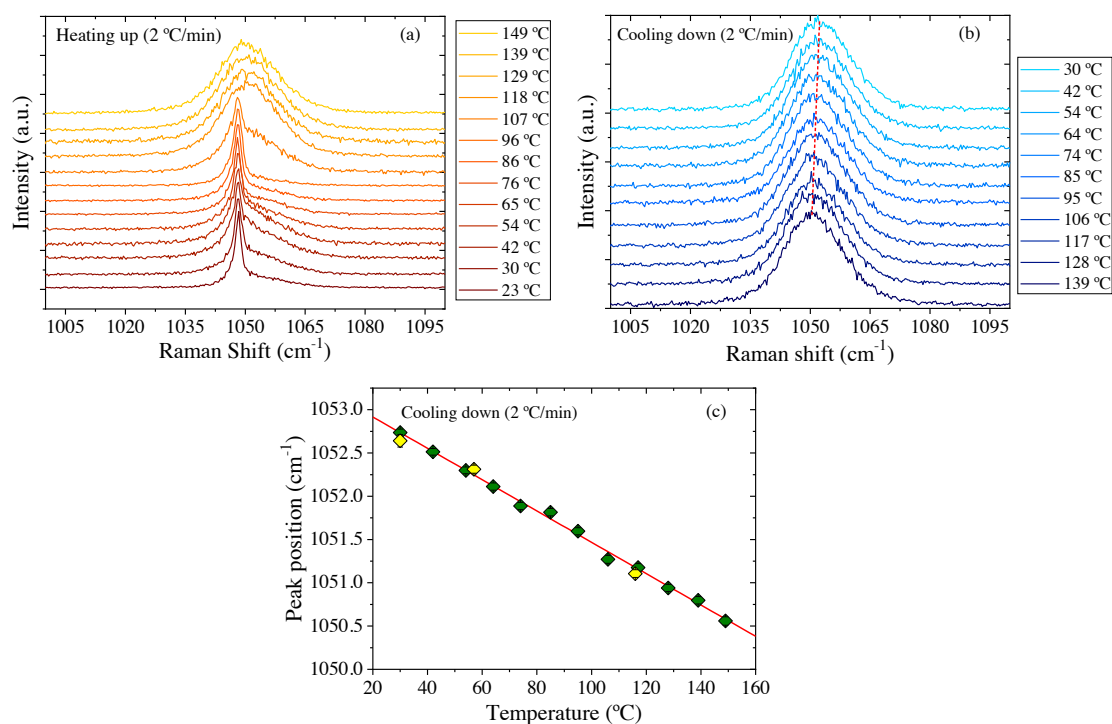 Heating up (2 ºC/min)
(a)
149 ºC
139 ºC
129 ºC
118 ºC
107 ºC
96 ºC
86 ºC
76 ºC
65 ºC
54 ºC
42 ºC
30 ºC
23 ºC
Intensity (a.u.)
1005 1020 1035 1050 1065 1080 1095
Raman Shift (cm⁻¹)
Cooling down (2 ºC/min)
(b)
30 ºC
42 ºC
54 ºC
64 ºC
74 ºC
85 ºC
95 ºC
106 ºC
117 ºC
128 ºC
139 ºC
Intensity (a.u.)
1005 1020 1035 1050 1065 1080 1095
Raman shift (cm⁻¹)
Cooling down (2 ºC/min)
(c)
1053.0
1052.5
1052.0
1051.5
1051.0
1050.5
1050.0
Peak position (cm⁻¹)
20 40 60 80 100 120 140 160
Temperature (ºC)